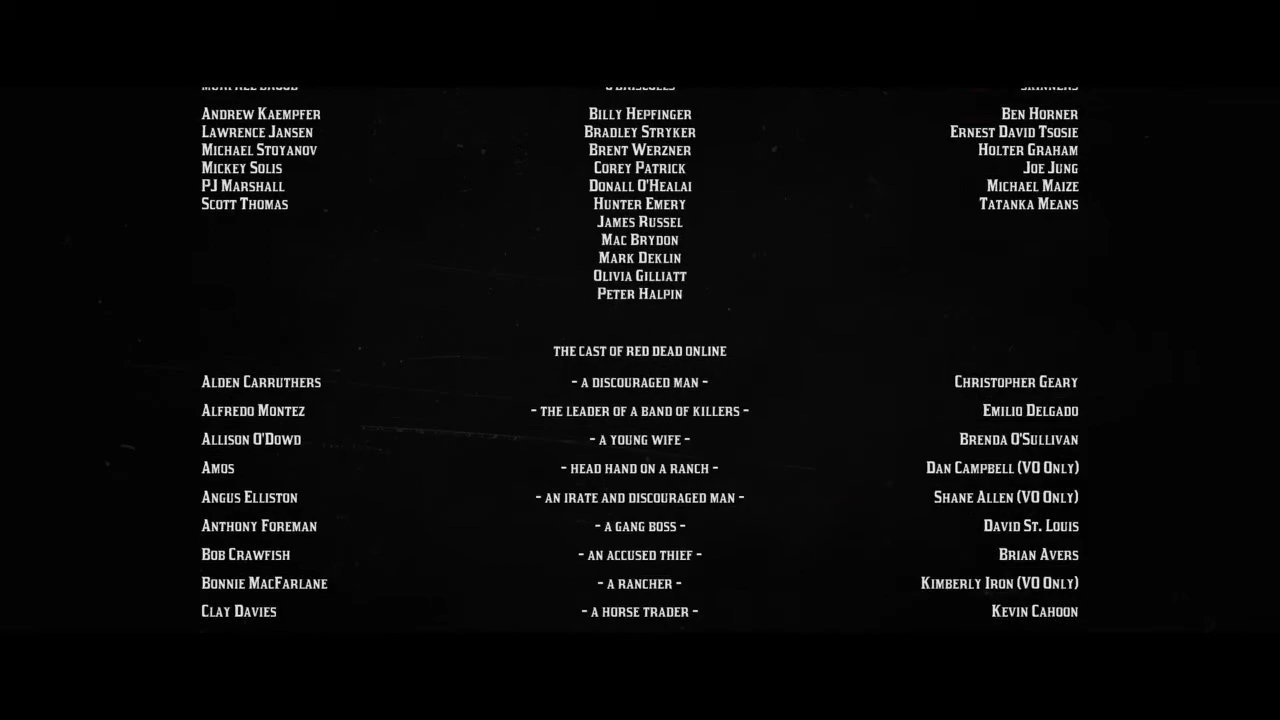 Andrew Kaempfer
Lawrence Jansen
Michael Stoyanov
Mickey Solis
PJ Marshall
Scott Thomas
Billy Hepfinger
Bradley Stryker
Brent Werzner
Corey Patrick
Donall O'Healai
Hunter Emery
James Russel
Mac Brydon
Mark Deklin
Olivia Gilliatt
Peter Halpin
Skinners
Ben Horner
Ernest David Tsosie
Holter Graham
Joe Jung
Michael Maize
Tatanka Means
THE CAST OF RED DEAD ONLINE
Alden Carruthers - A DISCOURAGED MAN - Christopher Geary
Alfredo Montez - THE LEADER OF A BAND OF KILLERS - Emilio Delgado
Allison O'Dowd - A YOUNG WIFE - Brenda O'Sullivan
Amos - HEAD HAND ON A RANCH - Dan Campbell (VO Only)
Angus Elliston - AN IRATE AND DISCOURAGED MAN - Shane Allen (VO Only)
Anthony Foreman - A GANG BOSS - David St. Louis
Bob Crawfish - AN ACCUSED THIEF - Brian Avers
Bonnie MacFarlane - A RANCHER - Kimberly Iron (VO Only)
Clay Davies - A HORSE TRADER - Kevin Cahoon